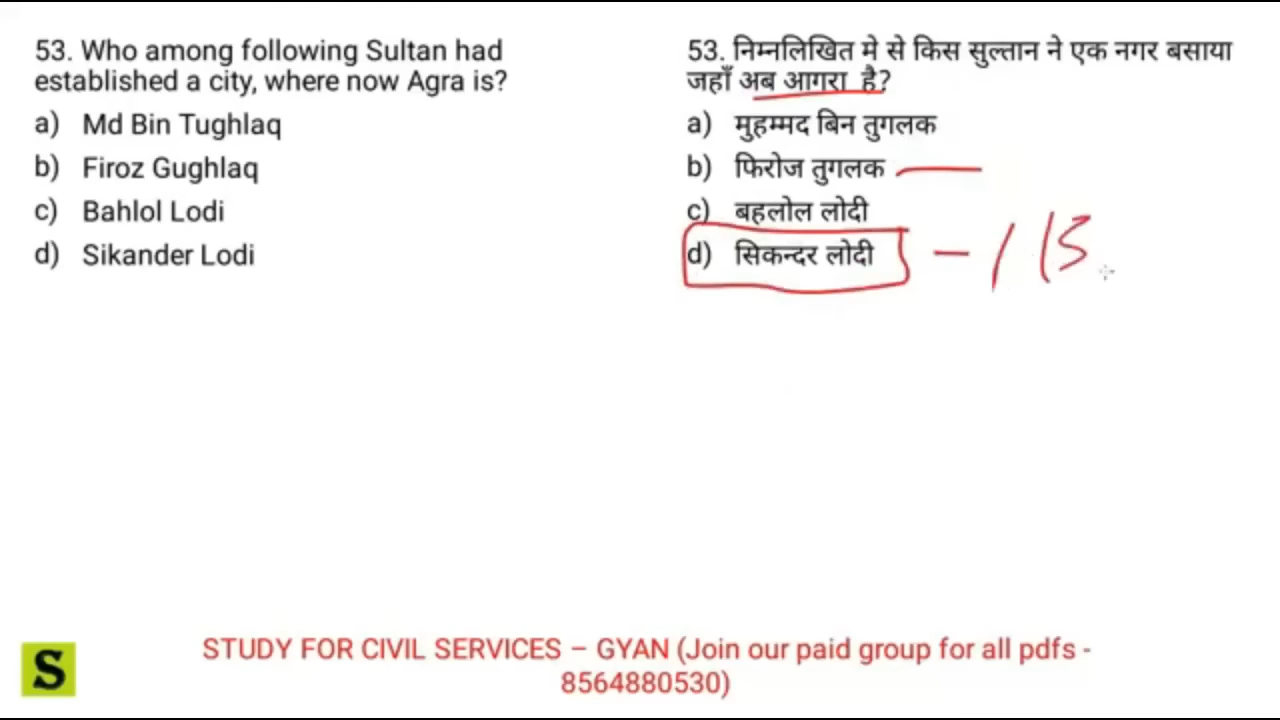 53. Who among following Sultan had
established a city, where now Agra is?
a) Md Bin Tughlaq
b) Firoz Gughlaq
c) Bahlol Lodi
d) Sikander Lodi
53. निम्नलिखित मे से किस सुल्तान ने एक नगर बसाया
जहाँ अब आगरा है?
a) मुहम्मद बिन तुगलक
b) फिरोज तुगलक
c) बहलोल लोदी
d) सिकन्दर लोदी
S
STUDY FOR CIVIL SERVICES – GYAN (Join our paid group for all pdfs -
8564880530)